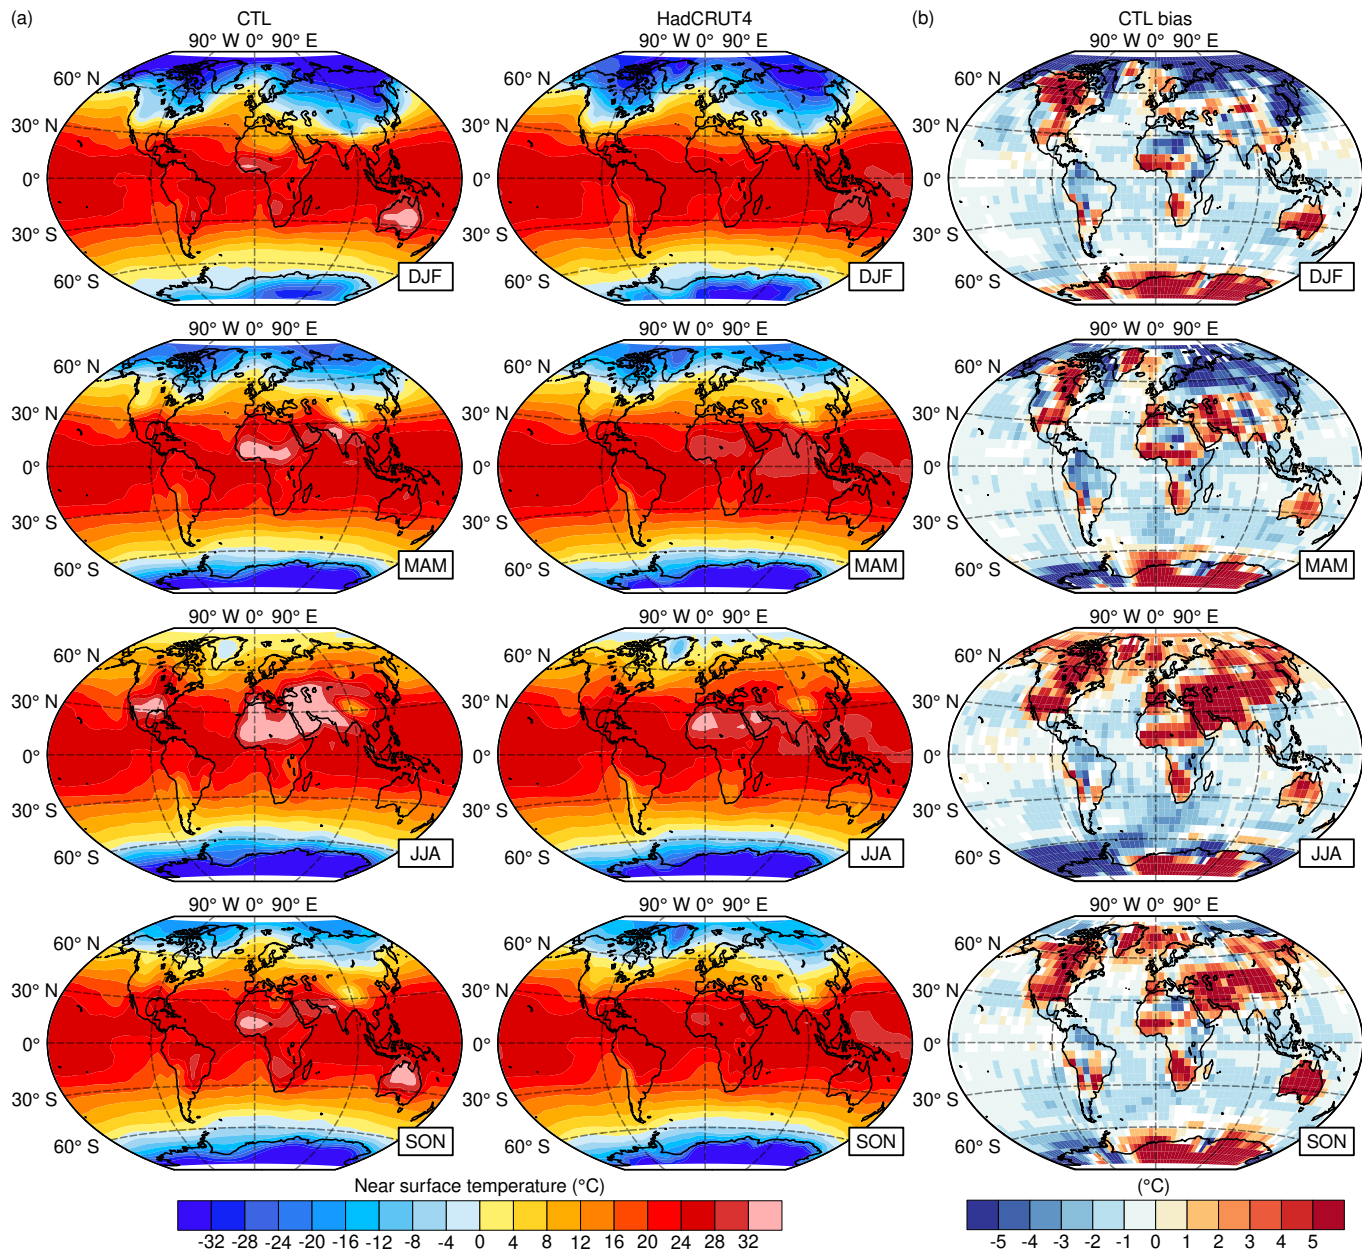 (a) CTL HadCRUT4 (b) CTL bias
90° W 0° 90° E 90° W 0° 90° E 90° W 0° 90° E
60° N 60° N 60° N
30° N 30° N 30° N
0° 0° 0°
30° S 30° S 30° S
60° S 60° S 60° S
DJF DJF DJF
90° W 0° 90° E 90° W 0° 90° E 90° W 0° 90° E
60° N 60° N 60° N
30° N 30° N 30° N
0° 0° 0°
30° S 30° S 30° S
60° S 60° S 60° S
MAM MAM MAM
90° W 0° 90° E 90° W 0° 90° E 90° W 0° 90° E
60° N 60° N 60° N
30° N 30° N 30° N
0° 0° 0°
30° S 30° S 30° S
60° S 60° S 60° S
JJA JJA JJA
90° W 0° 90° E 90° W 0° 90° E 90° W 0° 90° E
60° N 60° N 60° N
30° N 30° N 30° N
0° 0° 0°
30° S 30° S 30° S
60° S 60° S 60° S
SON SON SON
Near surface temperature (°C) (°C)
-32 -28 -24 -20 -16 -12 -8 -4 0 4 8 12 16 20 24 28 32
-5 -4 -3 -2 -1 0 1 2 3 4 5